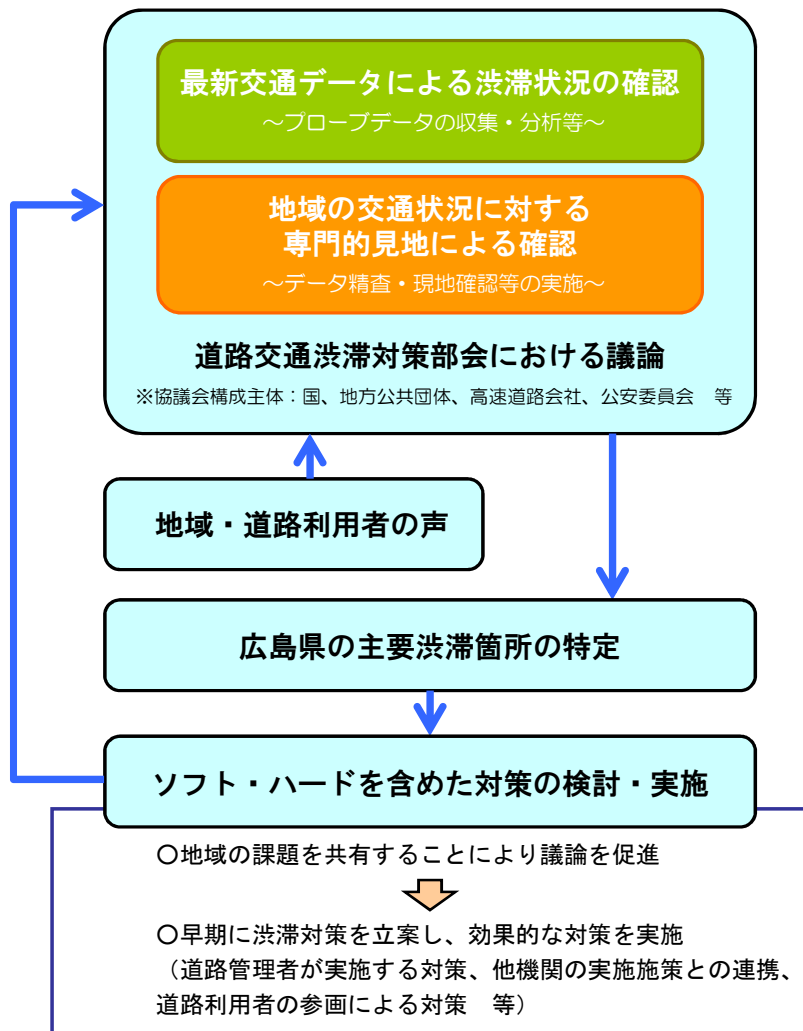 最新交通データによる渋滞状況の確認
～プローブデータの収集・分析等～
地域の交通状況に対する
専門的見地による確認
～データ精査・現地確認等の実施～
道路交通渋滞対策部会における議論
※協議会構成主体：国、地方公共団体、高速道路会社、公安委員会　等
地域・道路利用者の声
広島県の主要渋滞箇所の特定
ソフト・ハードを含めた対策の検討・実施
〇地域の課題を共有することにより議論を促進
〇早期に渋滞対策を立案し、効果的な対策を実施
（道路管理者が実施する対策、他機関の実施施策との連携、
道路利用者の参画による対策　等）